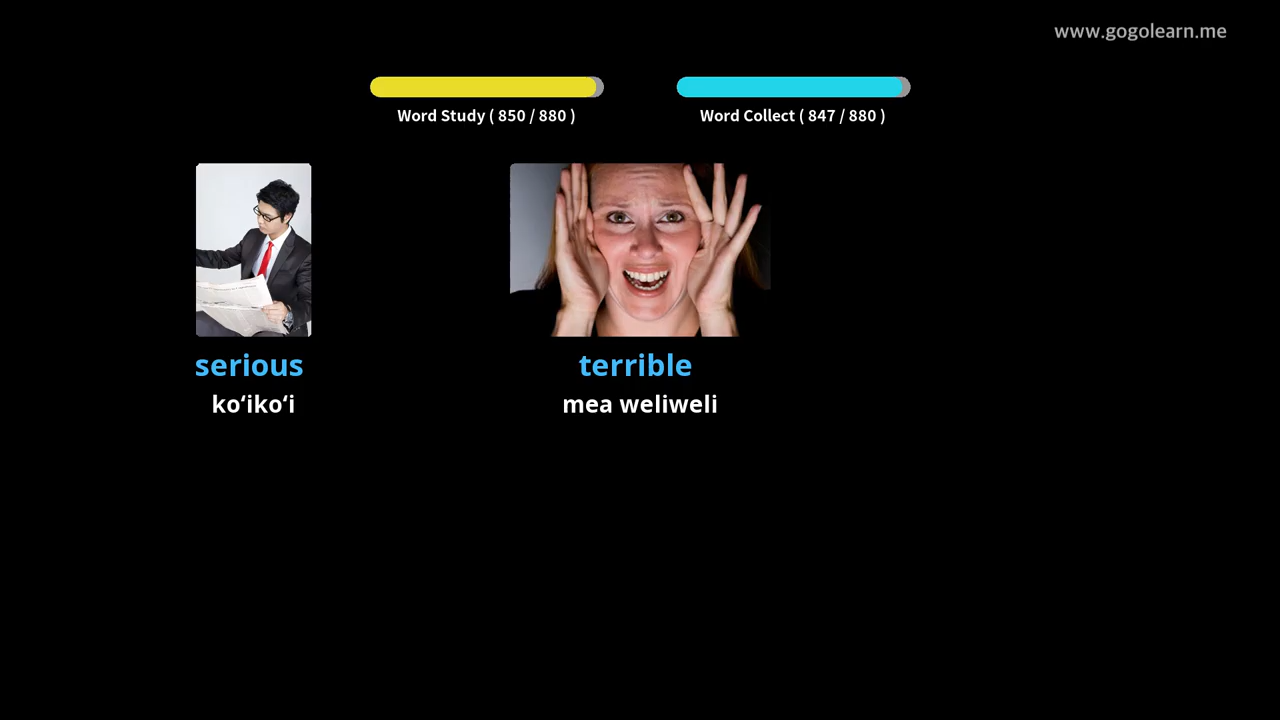 www.gogolearn.me
Word Study ( 850 / 880 )
Word Collect ( 847 / 880 )
serious
koʻikoʻi
terrible
mea weliweli